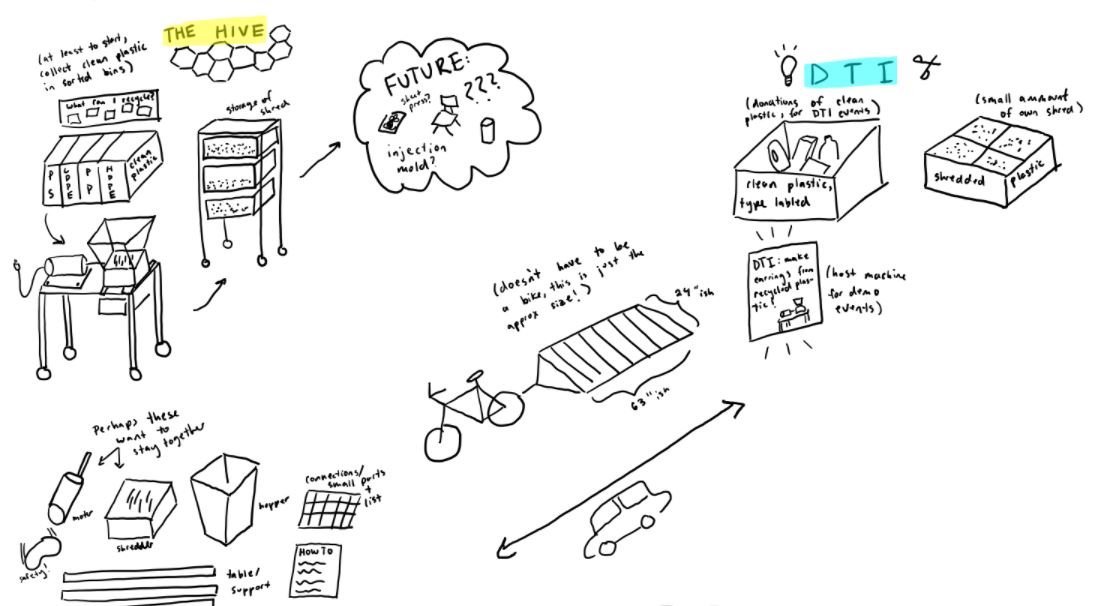 THE HIVE
(at least to start,
collect clean plastic
in sorted bins)
What can I recycle?
PS
LDPE
PP
HDPE
clean
plastic
storage of
shred
FUTURE:
sheet
press?
???
injection
mold?
DTI
(donations of clean
plastic, for DTI events)
clean plastic,
type labled
(small ammount
of own shred)
shredded
plastic
DTI: make
earrings from
recycled plas-
tic!
(host machine
for demo
events)
(doesn't have to be
a bike, this is just the
approx size!)
24"ish
63"ish
Perhaps these
want to
stay together
motor
shredder
hopper
safety!
table/
support
connections/
small parts
+
list
HOW TO